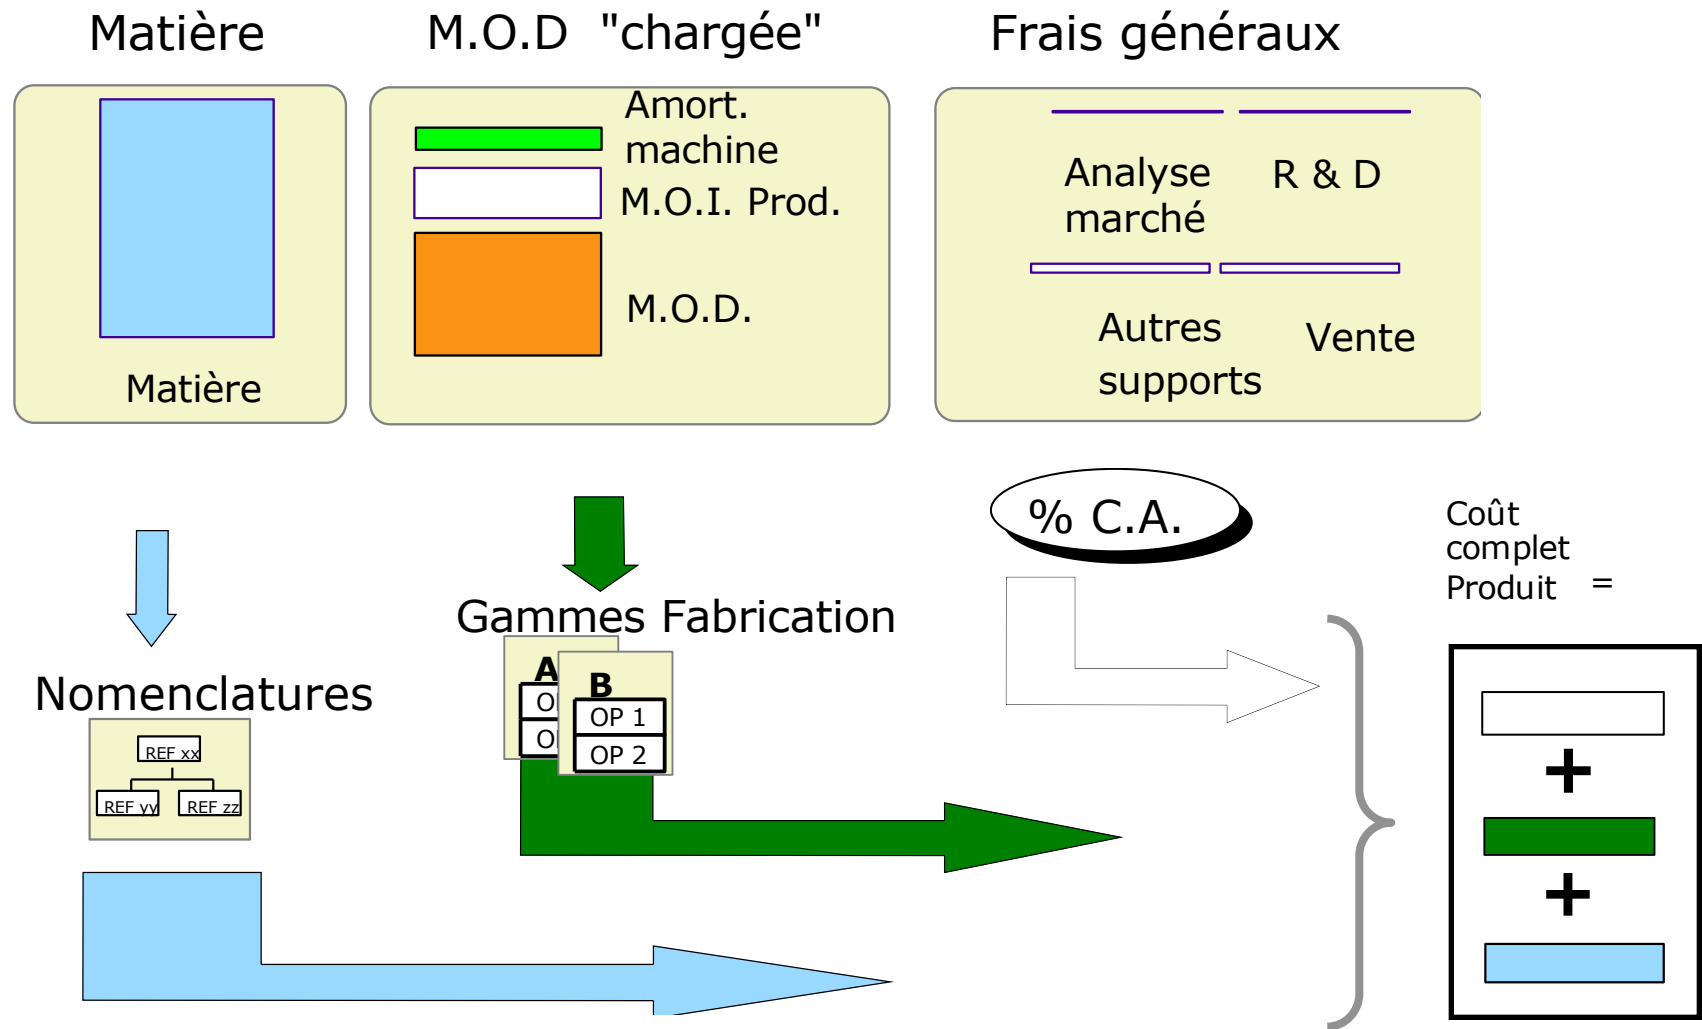 Matière
M.O.D "chargée"
Frais généraux
Matière
Amort.
machine
M.O.I. Prod.
M.O.D.
Analyse
marché
R & D
Autres
supports
Vente
% C.A.
Coût
complet
Produit =
Gammes Fabrication
A
B
OP 1
OP 2
Nomenclatures
REF xx
REF yy
REF zz
+
+